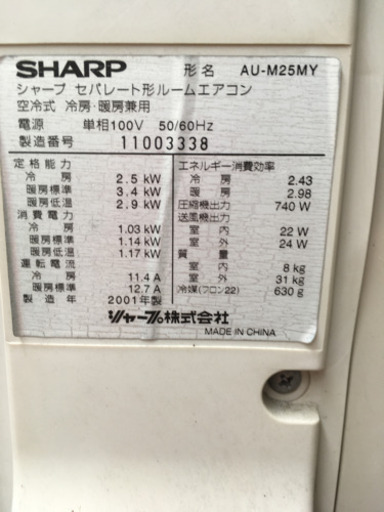 SHARP 形名 AU-M25MY
シャープ セパレート形ルームエアコン
空冷式 冷房・暖房兼用
電源 単相100V 50/60Hz
製造番号 11003338
定格能力
冷房 2.5 kW
暖房標準 3.4 kW
暖房低温 2.9 kW
消費電力
冷房 1.03 kW
暖房標準 1.14 kW
暖房低温 1.17 kW
運転電流
冷房 11.4 A
暖房標準 12.7 A
製造年 2001年製
エネルギー消費効率
冷房 2.43
暖房 2.98
圧縮機出力 740 W
送風機出力
室内 22 W
室外 24 W
質量
室内 8 kg
室外 31 kg
冷媒(フロン22) 630 g
シャープ株式会社
MADE IN CHINA